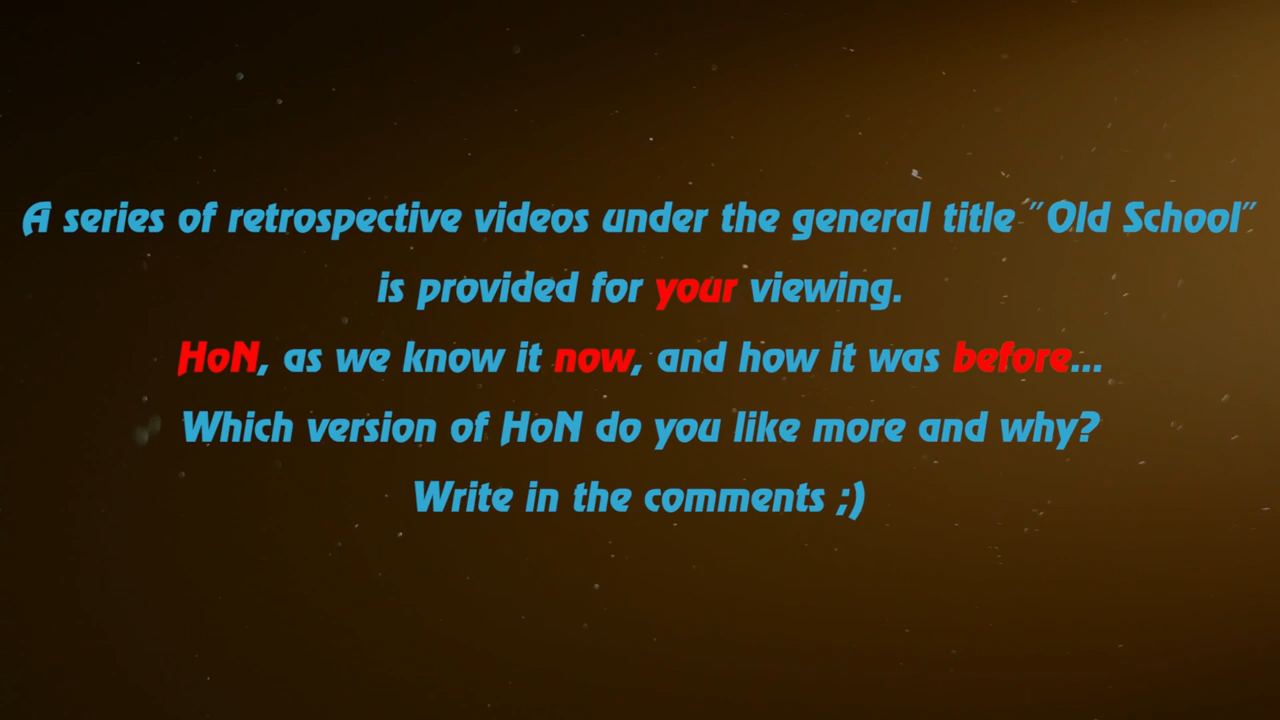 A series of retrospective videos under the general title "Old School"
is provided for your viewing.
HoN, as we know it now, and how it was before...
Which version of HoN do you like more and why?
Write in the comments ;)